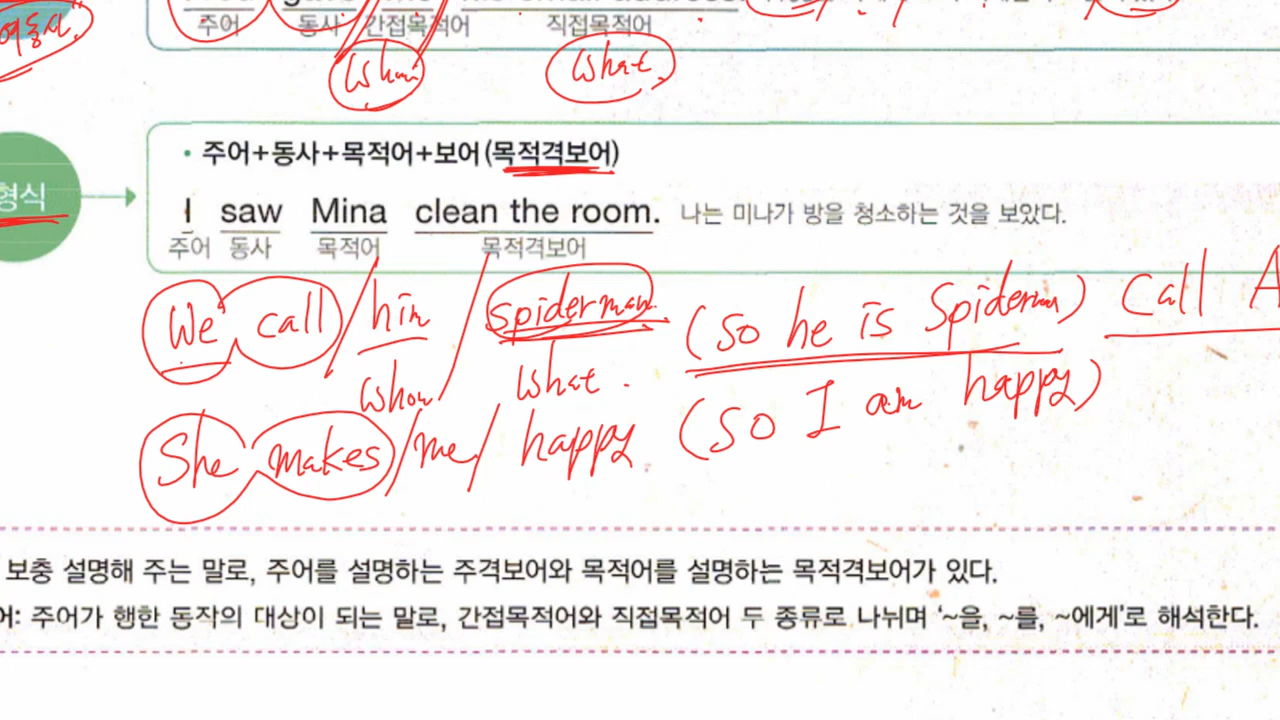 주어 동사 간접목적어 직접목적어
여동사
whom what
• 주어+동사+목적어+보어(목적격보어)
형식
I saw Mina clean the room. 나는 미나가 방을 청소하는 것을 보았다.
주어 동사 목적어 목적격보어
We call / him / spiderman. (so he is Spiderman) call A
whom what.
She makes / me / happy (so I am happy)
보충 설명해 주는 말로, 주어를 설명하는 주격보어와 목적어를 설명하는 목적격보어가 있다.
어: 주어가 행한 동작의 대상이 되는 말로, 간접목적어와 직접목적어 두 종류로 나뉘며 '~을, ~를, ~에게'로 해석한다.